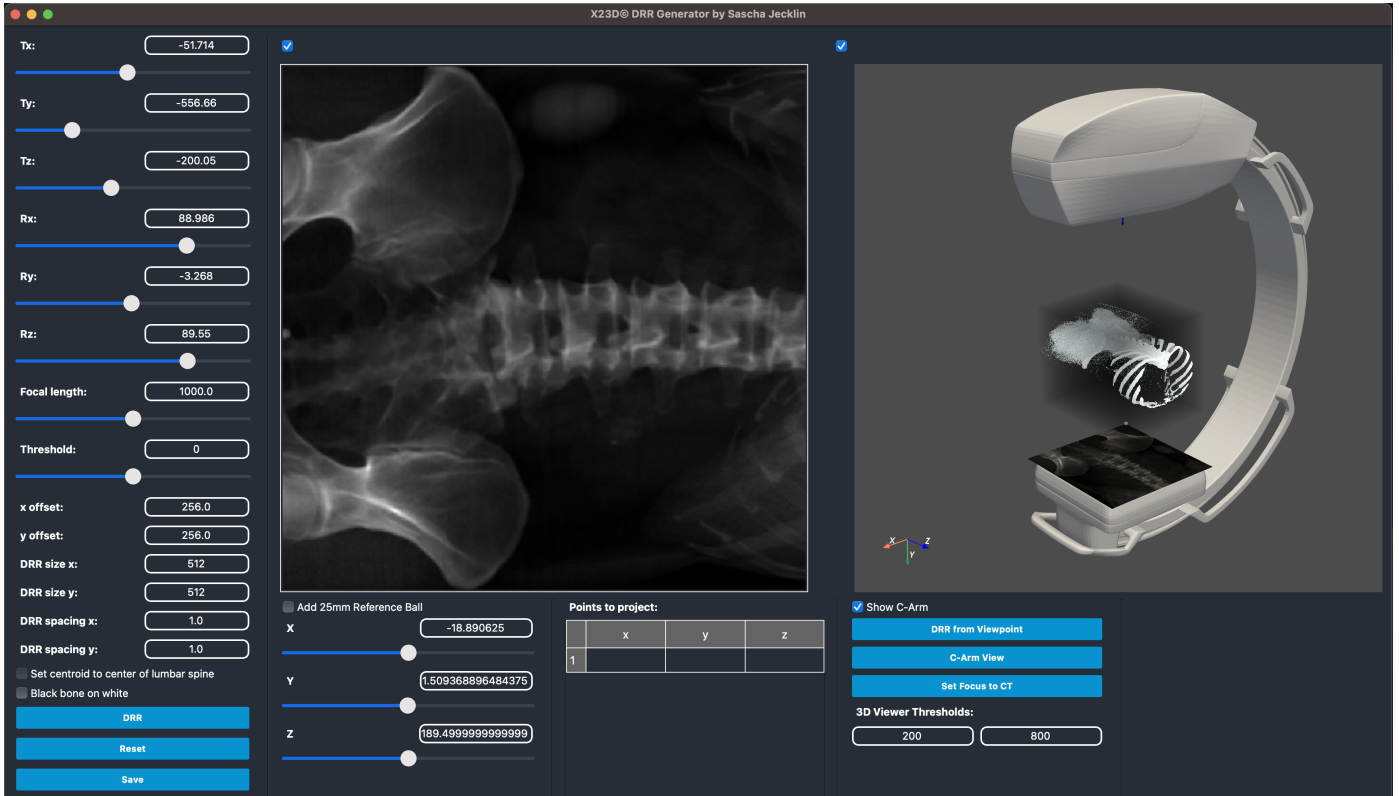 X23D© DRR Generator by Sascha Jecklin
Tx: -51.714
Ty: -556.66
Tz: -200.05
Rx: 88.986
Ry: -3.268
Rz: 89.55
Focal length: 1000.0
Threshold: 0
x offset: 256.0
y offset: 256.0
DRR size x: 512
DRR size y: 512
DRR spacing x: 1.0
DRR spacing y: 1.0
Set centroid to center of lumbar spine
Black bone on white
DRR
Reset
Save
Add 25mm Reference Ball
X -18.890625
Y 1.509368896484375
Z 189.4999999999999
Points to project:
x y z
1
X Z
Y
Show C-Arm
DRR from Viewpoint
C-Arm View
Set Focus to CT
3D Viewer Thresholds:
200 800